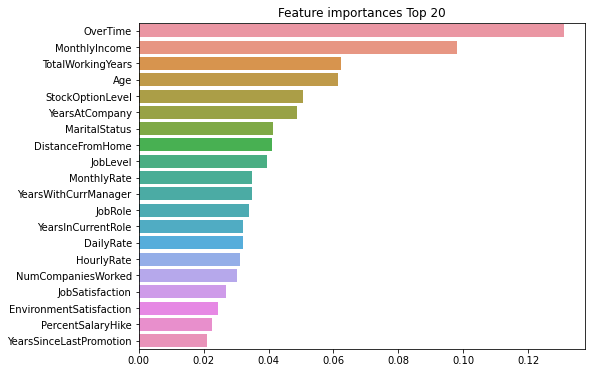 Feature importances Top 20
OverTime
MonthlyIncome
TotalWorkingYears
Age
StockOptionLevel
YearsAtCompany
MaritalStatus
DistanceFromHome
JobLevel
MonthlyRate
YearsWithCurrManager
JobRole
YearsInCurrentRole
DailyRate
HourlyRate
NumCompaniesWorked
JobSatisfaction
EnvironmentSatisfaction
PercentSalaryHike
YearsSinceLastPromotion
0.00 0.02 0.04 0.06 0.08 0.10 0.12